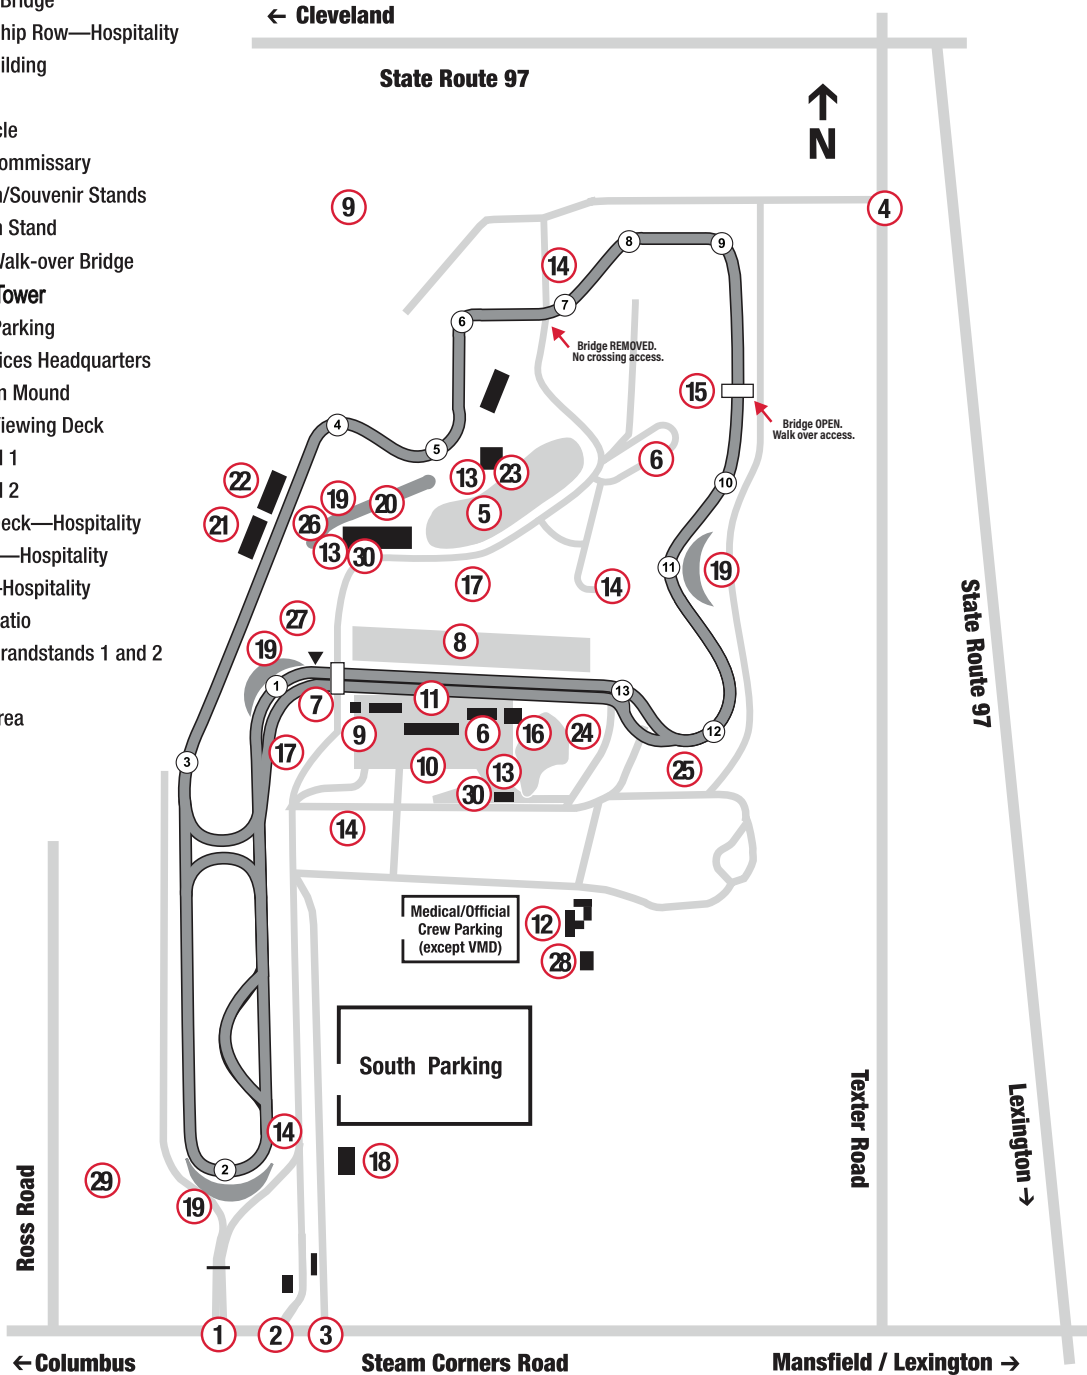 Bridge
hip Row—Hospitality
ilding
cle
ommissary
n/Souvenir Stands
n Stand
Walk-over Bridge
Tower
Parking
ices Headquarters
n Mound
Viewing Deck
l 1
l 2
eck—Hospitality
—Hospitality
-Hospitality
atio
randstands 1 and 2
rea
← Cleveland
State Route 97
↑
N
9
4
8
9
14
7
6
Bridge REMOVED.
No crossing access.
15
Bridge OPEN.
Walk over access.
4
5
6
22
13
23
10
19
20
5
21
26
13
30
11
19
17
14
27
19
8
1
7
11
13
9
6
16
24
12
17
3
10
13
25
30
14
Medical/Official
Crew Parking
(except VMD)
12
28
State Route 97
South Parking
14
18
2
29
19
Ross Road
Texter Road
Lexington →
1
2
3
← Columbus
Steam Corners Road
Mansfield / Lexington →